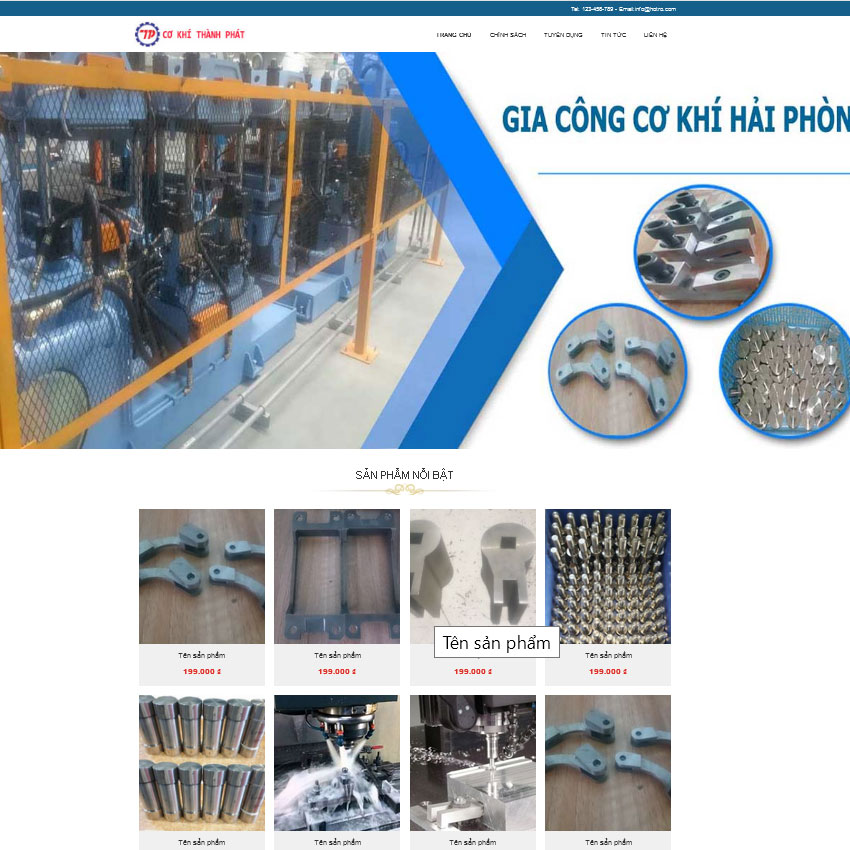 Tel: 123-456-789 - Email:info@hotro.com
TP CƠ KHÍ THÀNH PHÁT
TRANG CHỦ CHÍNH SÁCH TUYỂN DỤNG TIN TỨC LIÊN HỆ
GIA CÔNG CƠ KHÍ HẢI PHÒN
SẢN PHẨM NỔI BẬT
Tên sản phẩm
Tên sản phẩm Tên sản phẩm Tên sản phẩm
199.000 ₫ 199.000 ₫ 199.000 ₫ 199.000 ₫
Tên sản phẩm Tên sản phẩm Tên sản phẩm Tên sản phẩm